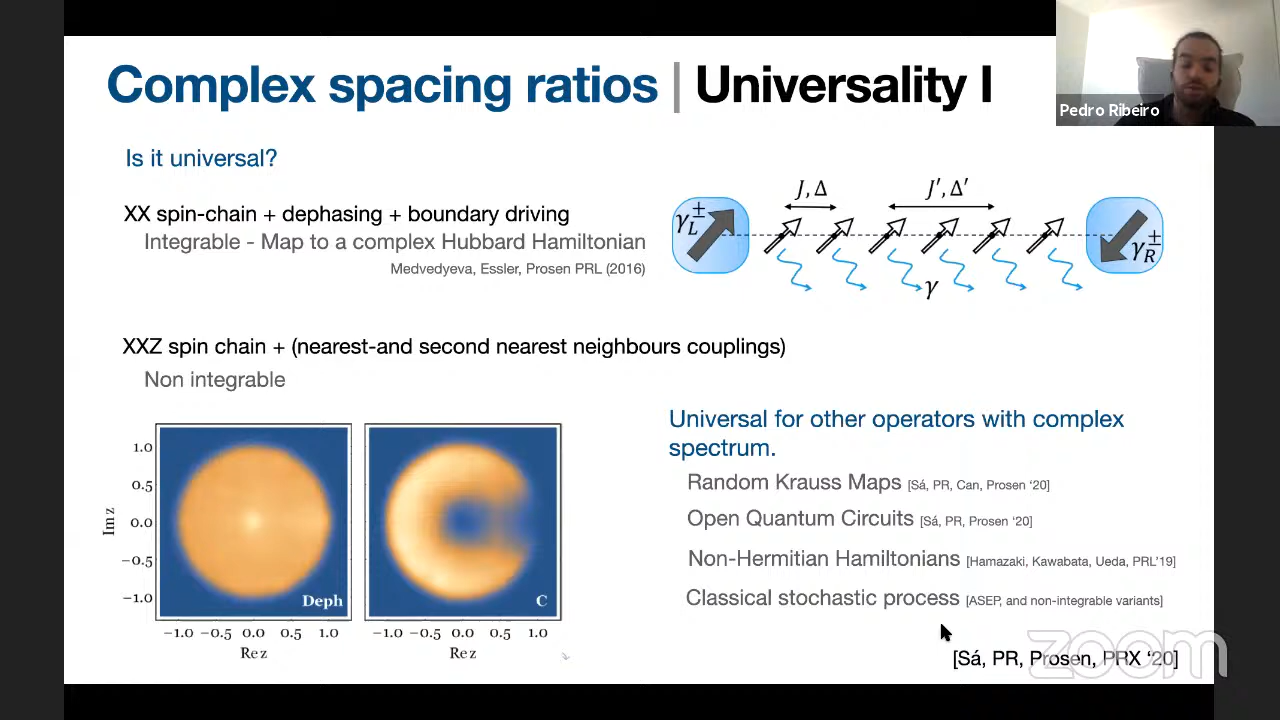 Complex spacing ratios | Universality I
Pedro Ribeiro
Is it universal?
XX spin-chain + dephasing + boundary driving
Integrable - Map to a complex Hubbard Hamiltonian
Medvedyeva, Essler, Prosen PRL (2016)
γ_L^±
J, Δ
J′, Δ′
γ_R^±
γ
XXZ spin chain + (nearest-and second nearest neighbours couplings)
Non integrable
1.0
0.5
0.0
−0.5
−1.0
Im z
Deph
C
−1.0 −0.5 0.0 0.5 1.0
−1.0 −0.5 0.0 0.5 1.0
Re z
Re z
Universal for other operators with complex
spectrum.
Random Krauss Maps [Sá, PR, Can, Prosen ‘20]
Open Quantum Circuits [Sá, PR, Prosen ‘20]
Non-Hermitian Hamiltonians [Hamazaki, Kawabata, Ueda, PRL’19]
Classical stochastic process [ASEP, and non-integrable variants]
[Sá, PR, Prosen, PRX ‘20]
zoom